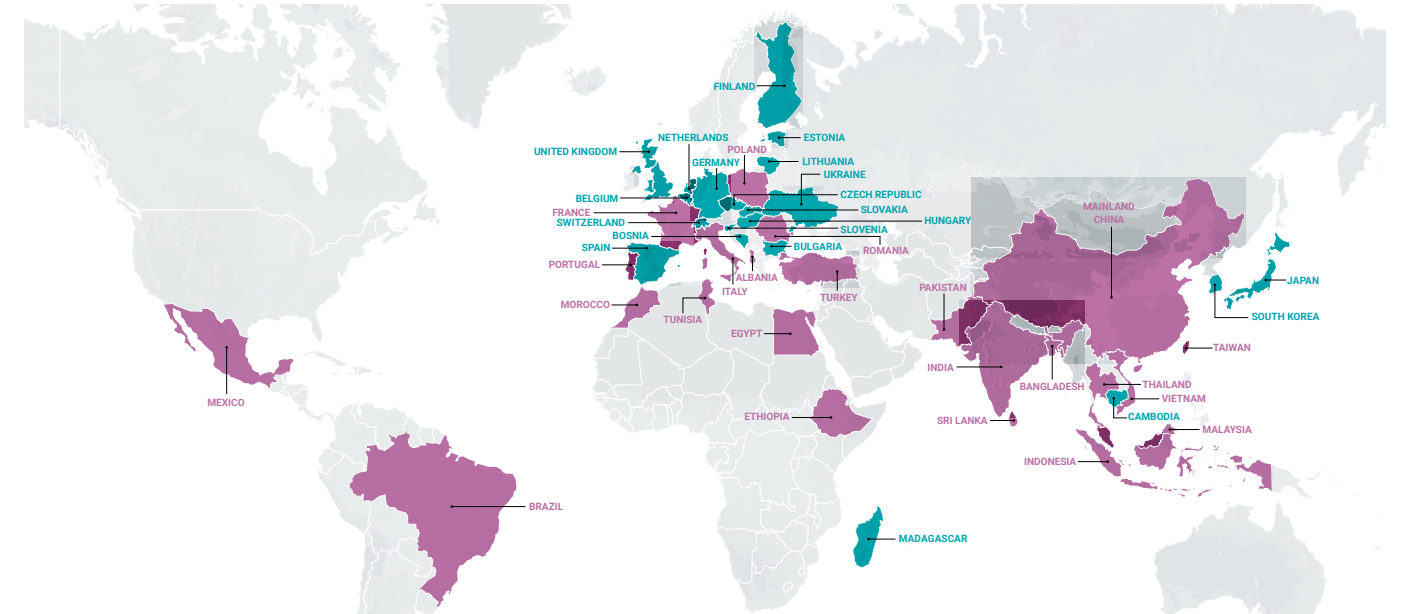 FINLAND
NETHERLANDS
ESTONIA
UNITED KINGDOM
POLAND
GERMANY
LITHUANIA
UKRAINE
BELGIUM
CZECH REPUBLIC
FRANCE
SLOVAKIA
SWITZERLAND
HUNGARY
BOSNIA
SLOVENIA
SPAIN
BULGARIA
ROMANIA
PORTUGAL
ALBANIA
ITALY
TURKEY
MOROCCO
TUNISIA
EGYPT
PAKISTAN
MAINLAND
CHINA
JAPAN
SOUTH KOREA
TAIWAN
INDIA
BANGLADESH
THAILAND
VIETNAM
CAMBODIA
SRI LANKA
MALAYSIA
INDONESIA
MEXICO
ETHIOPIA
BRAZIL
MADAGASCAR